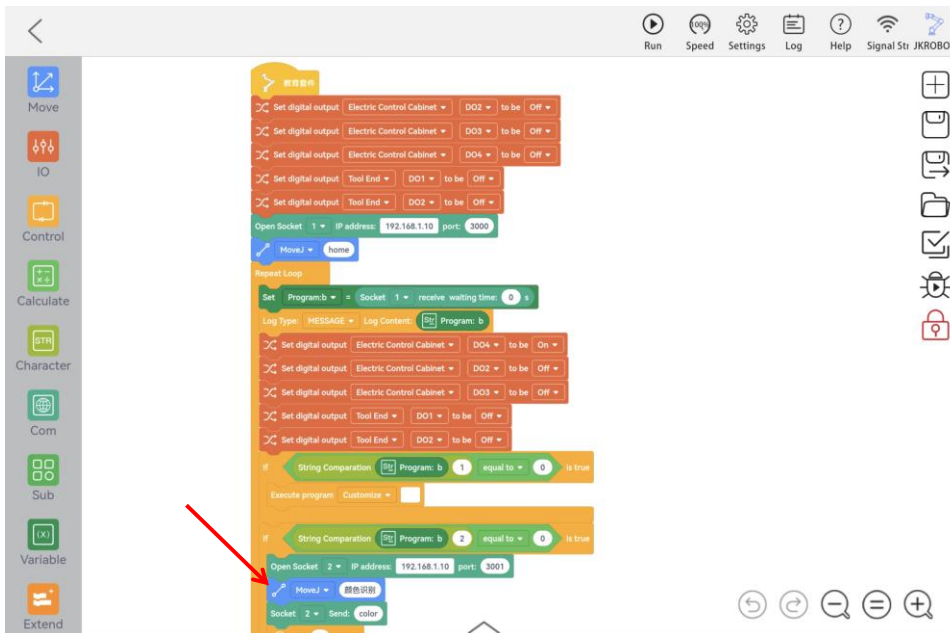 Run
100%
Speed
Settings
Log
Help
Signal Str
JKROBO
Move
IO
Control
Calculate
STR
Character
Com
Sub
(X)
Variable
Extend
教育套件
Set digital output Electric Control Cabinet DO2 to be Off
Set digital output Electric Control Cabinet DO3 to be Off
Set digital output Electric Control Cabinet DO4 to be Off
Set digital output Tool End DO1 to be Off
Set digital output Tool End DO2 to be Off
Open Socket 1 IP address: 192.168.1.10 port: 3000
MoveJ home
Repeat Loop
Set Program:b = Socket 1 receive waiting time: 0 s
Log Type: MESSAGE Log Content: Str Program: b
Set digital output Electric Control Cabinet DO4 to be On
Set digital output Electric Control Cabinet DO2 to be Off
Set digital output Electric Control Cabinet DO3 to be Off
Set digital output Tool End DO1 to be Off
Set digital output Tool End DO2 to be Off
If String Comparation Str Program: b 1 equal to 0 is true
Execute program Customize
If String Comparation Str Program: b 2 equal to 0 is true
Open Socket 2 IP address: 192.168.1.10 port: 3001
MoveJ 颜色识别
Socket 2 Send: color